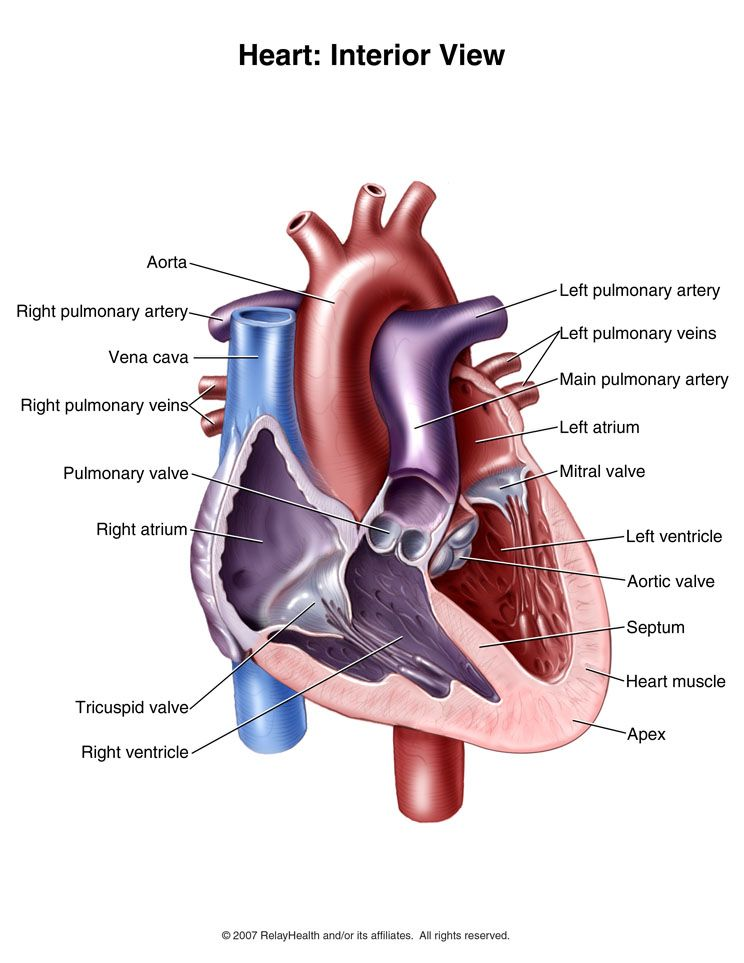 Heart: Interior View
Aorta
Right pulmonary artery
Vena cava
Right pulmonary veins
Pulmonary valve
Right atrium
Tricuspid valve
Right ventricle
Left pulmonary artery
Left pulmonary veins
Main pulmonary artery
Left atrium
Mitral valve
Left ventricle
Aortic valve
Septum
Heart muscle
Apex
© 2007 RelayHealth and/or its affiliates. All rights reserved.